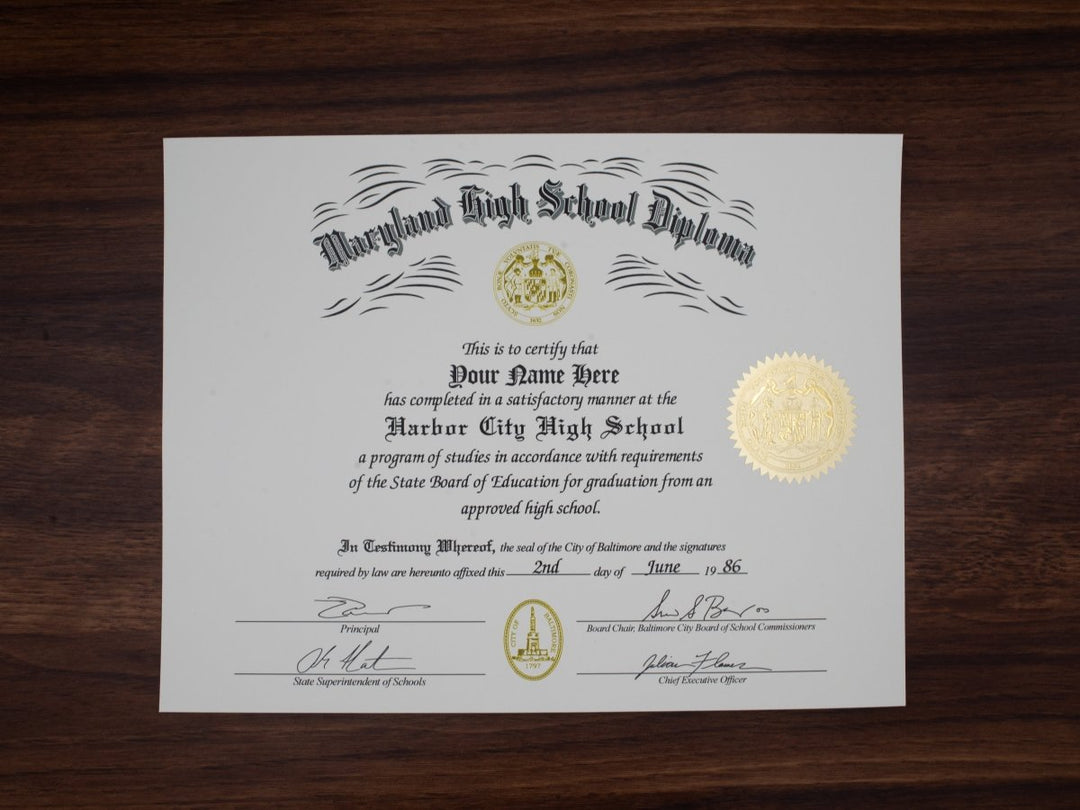 Maryland High School Diploma
This is to certify that
Your Name Here
has completed in a satisfactory manner at the
Harbor City High School
a program of studies in accordance with requirements
of the State Board of Education for graduation from an
approved high school.
In Testimony Whereof, the seal of the City of Baltimore and the signatures
required by law are hereunto affixed this 2nd day of June 19 86
Principal
Board Chair, Baltimore City Board of School Commissioners
State Superintendent of Schools
Chief Executive Officer
CITY OF BALTIMORE
1797